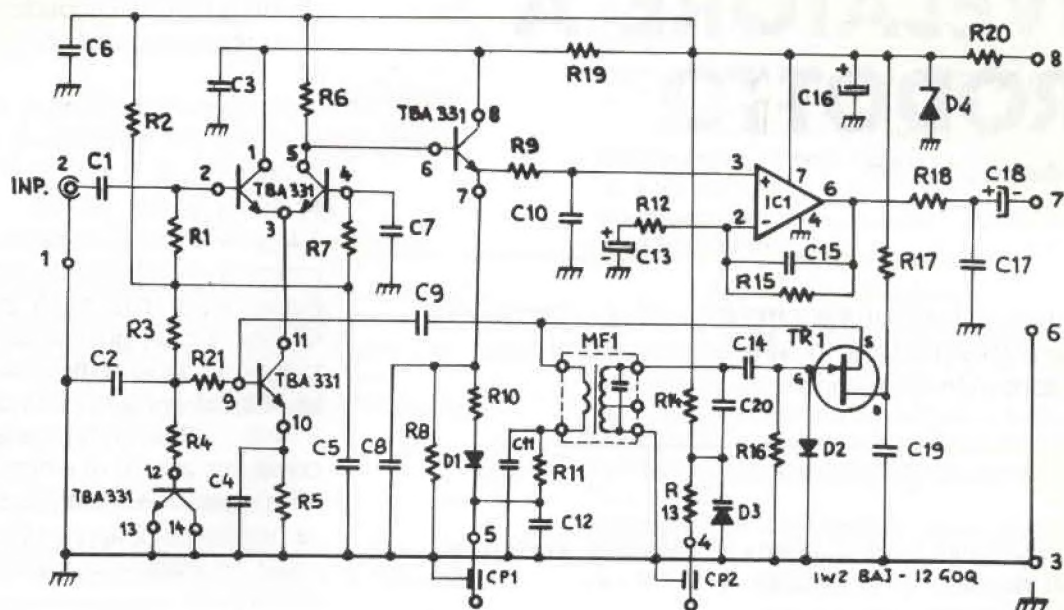 C6
C3
R19
R20
8
R2
R6
TBA 331
8
C16
+
D4
2
C1
1
5
4
6
R9
3
7
6
R18
C18
+
-
7
INP.
2
TBA 331
7
C10
R12
2
+
-
IC1
4
3
R1
R7
C7
+
-
C13
C15
R17
C17
1
R15
R3
C9
TR1
S
6
C2
R21
11
MF1
C14
9
TBA 331
R10
R14
G
D
10
C20
R4
C5
C8
R8
C11
R11
R16
D2
C19
12
C4
R5
D1
R
13
D3
TBA331
13
14
C12
5
4
3
CP1
CP2
1W2 BAJ - 12 GOQ